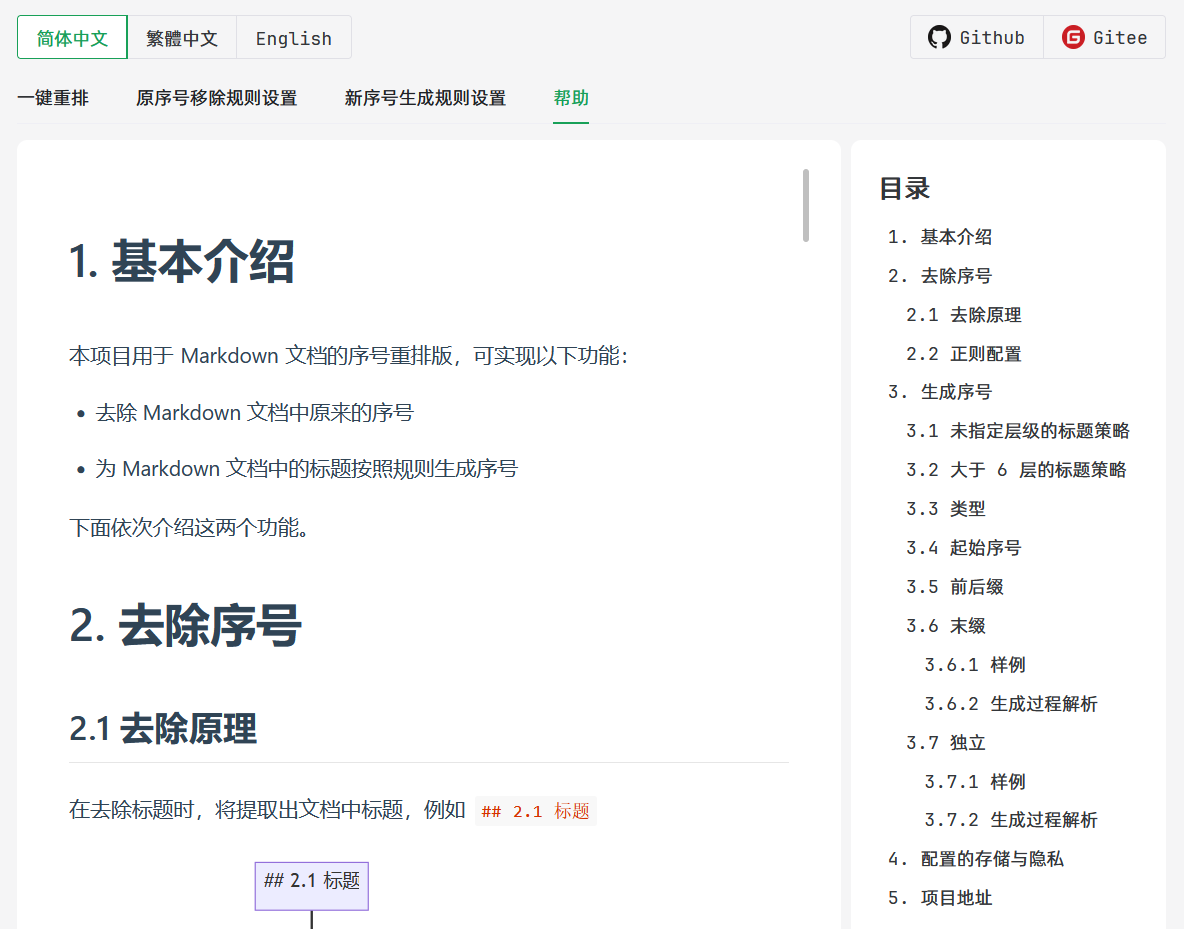 简体中文 繁體中文 English Github Gitee
一键重排 原序号移除规则设置 新序号生成规则设置 帮助
1. 基本介绍
本项目用于 Markdown 文档的序号重排版，可实现以下功能：
• 去除 Markdown 文档中原来的序号
• 为 Markdown 文档中的标题按照规则生成序号
下面依次介绍这两个功能。
2. 去除序号
2.1 去除原理
在去除标题时，将提取出文档中标题，例如 ## 2.1 标题
## 2.1 标题
目录
1. 基本介绍
2. 去除序号
2.1 去除原理
2.2 正则配置
3. 生成序号
3.1 未指定层级的标题策略
3.2 大于 6 层的标题策略
3.3 类型
3.4 起始序号
3.5 前后缀
3.6 末缀
3.6.1 样例
3.6.2 生成过程解析
3.7 独立
3.7.1 样例
3.7.2 生成过程解析
4. 配置的存储与隐私
5. 项目地址